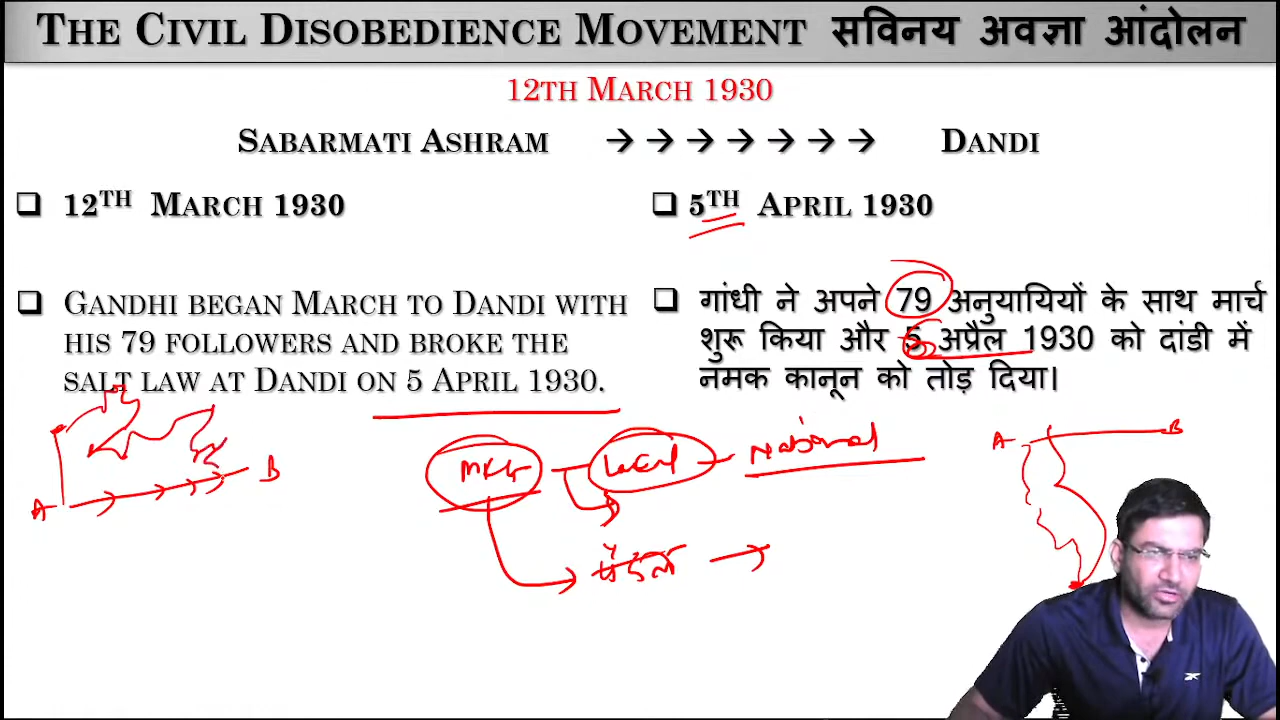 THE CIVIL DISOBEDIENCE MOVEMENT सविनय अवज्ञा आंदोलन
12TH MARCH 1930
SABARMATI ASHRAM → → → → → → → DANDI
❑ 12TH MARCH 1930
❑ 5TH APRIL 1930
❑ GANDHI BEGAN MARCH TO DANDI WITH
HIS 79 FOLLOWERS AND BROKE THE
SALT LAW AT DANDI ON 5 APRIL 1930.
❑ गांधी ने अपने 79 अनुयायियों के साथ मार्च
शुरू किया और 5 अप्रैल 1930 को दांडी में
नमक कानून को तोड़ दिया।
A B
MKG Local National
पैदल
A B